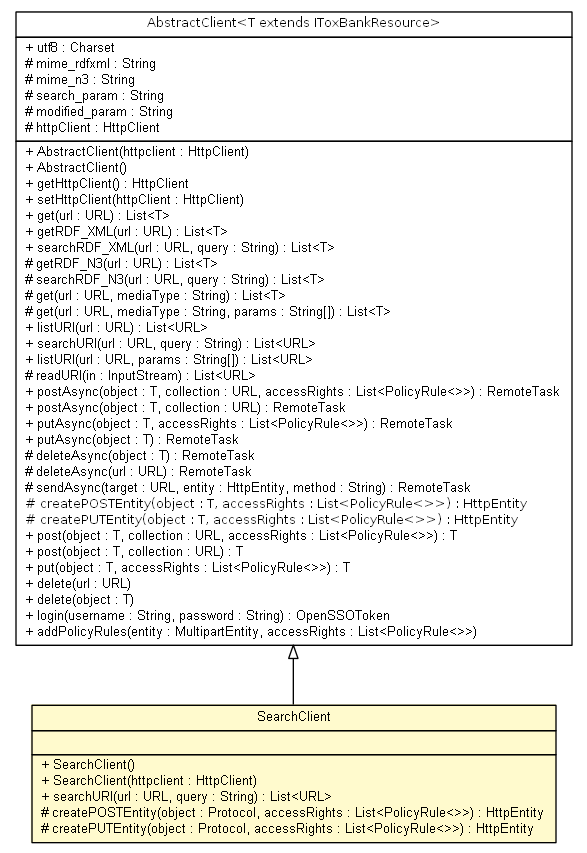 AbstractClient<T extends IToxBankResource>
+ utf8 : Charset
# mime_rdfxml : String
# mime_n3 : String
# search_param : String
# modified_param : String
# httpClient : HttpClient
+ AbstractClient(httpclient : HttpClient)
+ AbstractClient()
+ getHttpClient() : HttpClient
+ setHttpClient(httpClient : HttpClient)
+ get(url : URL) : List<T>
+ getRDF_XML(url : URL) : List<T>
+ searchRDF_XML(url : URL, query : String) : List<T>
# getRDF_N3(url : URL) : List<T>
# searchRDF_N3(url : URL, query : String) : List<T>
# get(url : URL, mediaType : String) : List<T>
# get(url : URL, mediaType : String, params : String[]) : List<T>
+ listURI(url : URL) : List<URL>
+ searchURI(url : URL, query : String) : List<URL>
+ listURI(url : URL, params : String[]) : List<URL>
# readURI(in : InputStream) : List<URL>
+ postAsync(object : T, collection : URL, accessRights : List<PolicyRule<>>) : RemoteTask
+ postAsync(object : T, collection : URL) : RemoteTask
+ putAsync(object : T, accessRights : List<PolicyRule<>>) : RemoteTask
+ putAsync(object : T) : RemoteTask
# deleteAsync(object : T) : RemoteTask
# deleteAsync(url : URL) : RemoteTask
# sendAsync(target : URL, entity : HttpEntity, method : String) : RemoteTask
# createPOSTEntity(object : T, accessRights : List<PolicyRule<>>) : HttpEntity
# createPUTEntity(object : T, accessRights : List<PolicyRule<>>) : HttpEntity
+ post(object : T, collection : URL, accessRights : List<PolicyRule<>>) : T
+ post(object : T, collection : URL) : T
+ put(object : T, accessRights : List<PolicyRule<>>) : T
+ delete(url : URL)
+ delete(object : T)
+ login(username : String, password : String) : OpenSSOToken
+ addPolicyRules(entity : MultipartEntity, accessRights : List<PolicyRule<>>)
SearchClient
+ SearchClient()
+ SearchClient(httpclient : HttpClient)
+ searchURI(url : URL, query : String) : List<URL>
# createPOSTEntity(object : Protocol, accessRights : List<PolicyRule<>>) : HttpEntity
# createPUTEntity(object : Protocol, accessRights : List<PolicyRule<>>) : HttpEntity